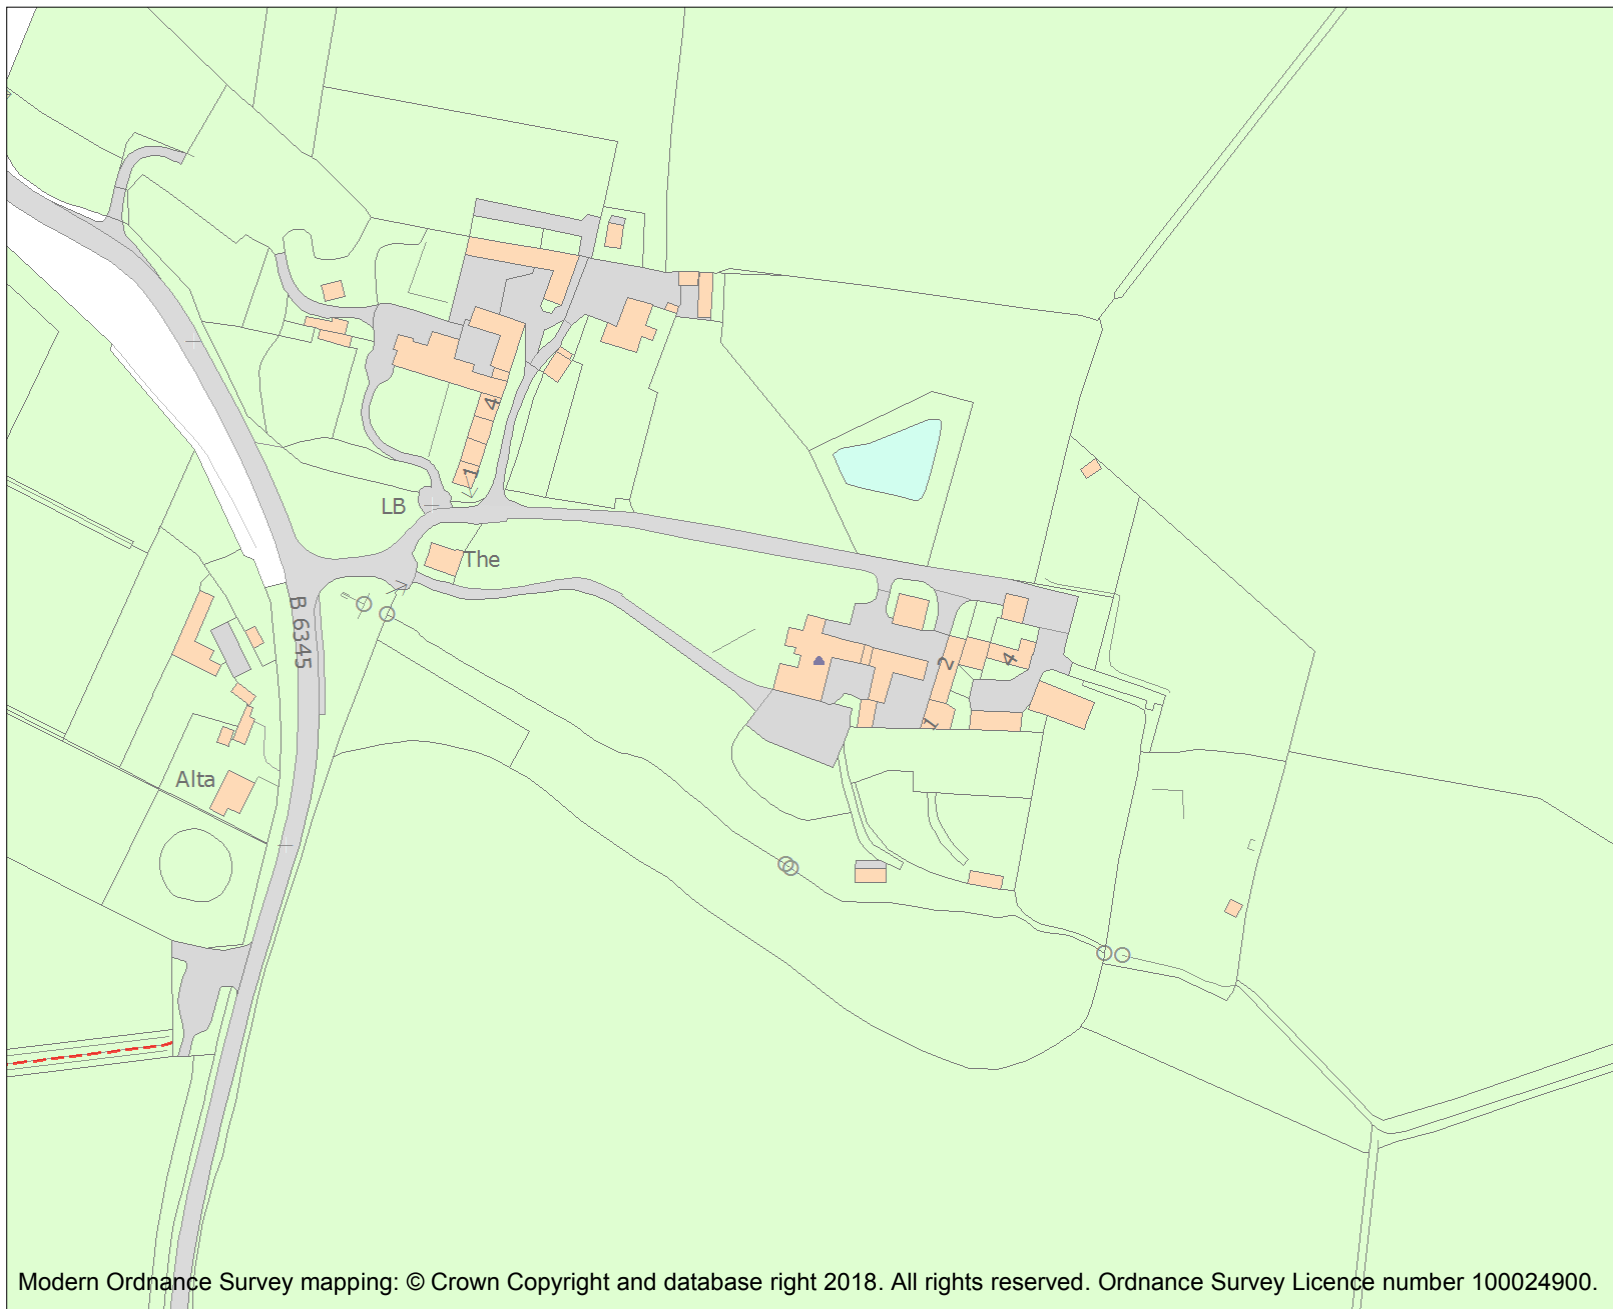 4
1
LB
The
B 6345
2
4
1
Alta
Modern Ordnance Survey mapping: © Crown Copyright and database right 2018. All rights reserved. Ordnance Survey Licence number 100024900.